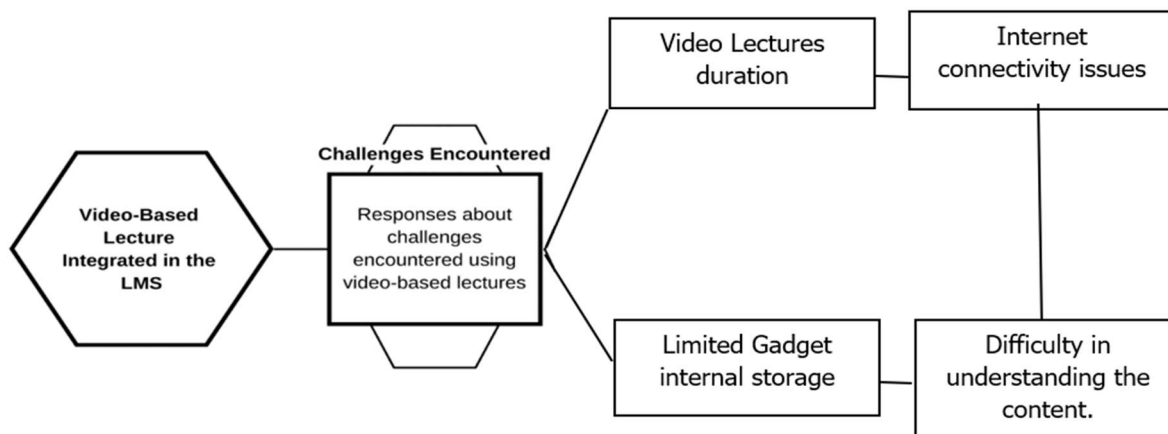 Video-Based
Lecture
Integrated in the
LMS
Challenges Encountered
Responses about
challenges
encountered using
video-based lectures
Video Lectures
duration
Internet
connectivity issues
Limited Gadget
internal storage
Difficulty in
understanding the
content.